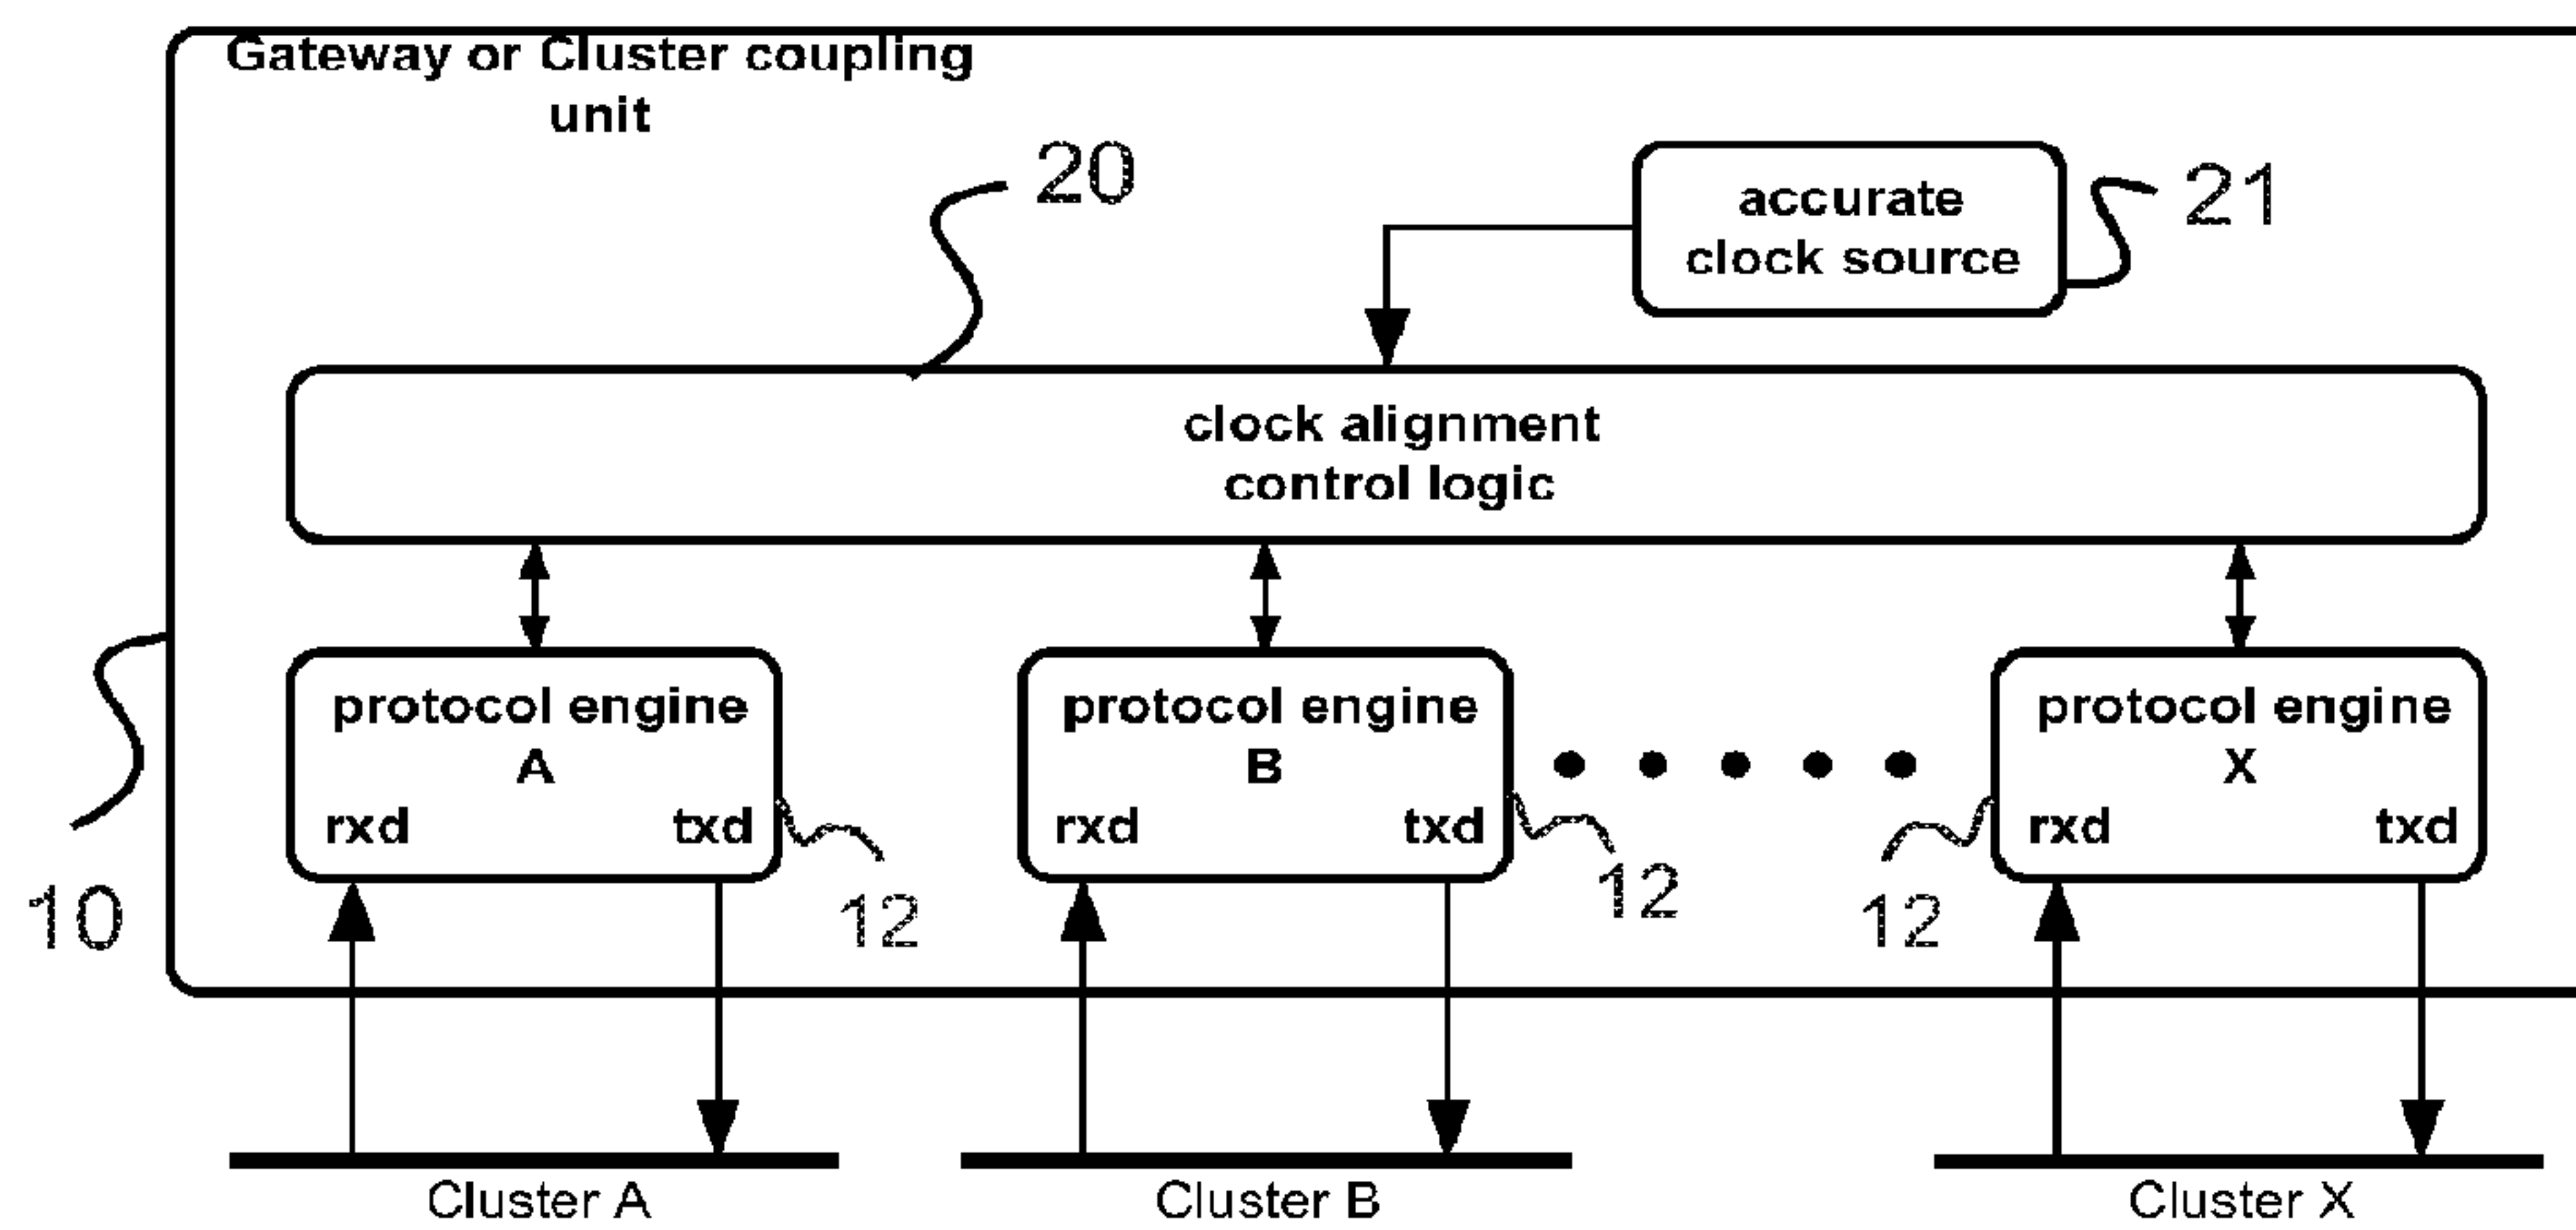 Gateway or Cluster coupling
unit
20
accurate
clock source
21
clock alignment
control logic
protocol engine
A
rxd txd
protocol engine
B
rxd txd
protocol engine
X
rxd txd
10
12
12
12
Cluster A
Cluster B
Cluster X